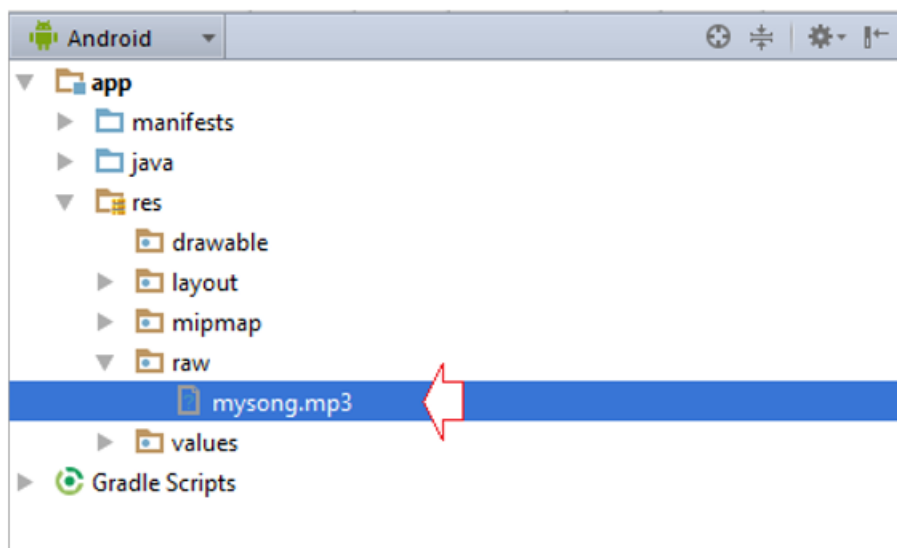 Android
app
manifests
java
res
drawable
layout
mipmap
raw
mysong.mp3
values
Gradle Scripts